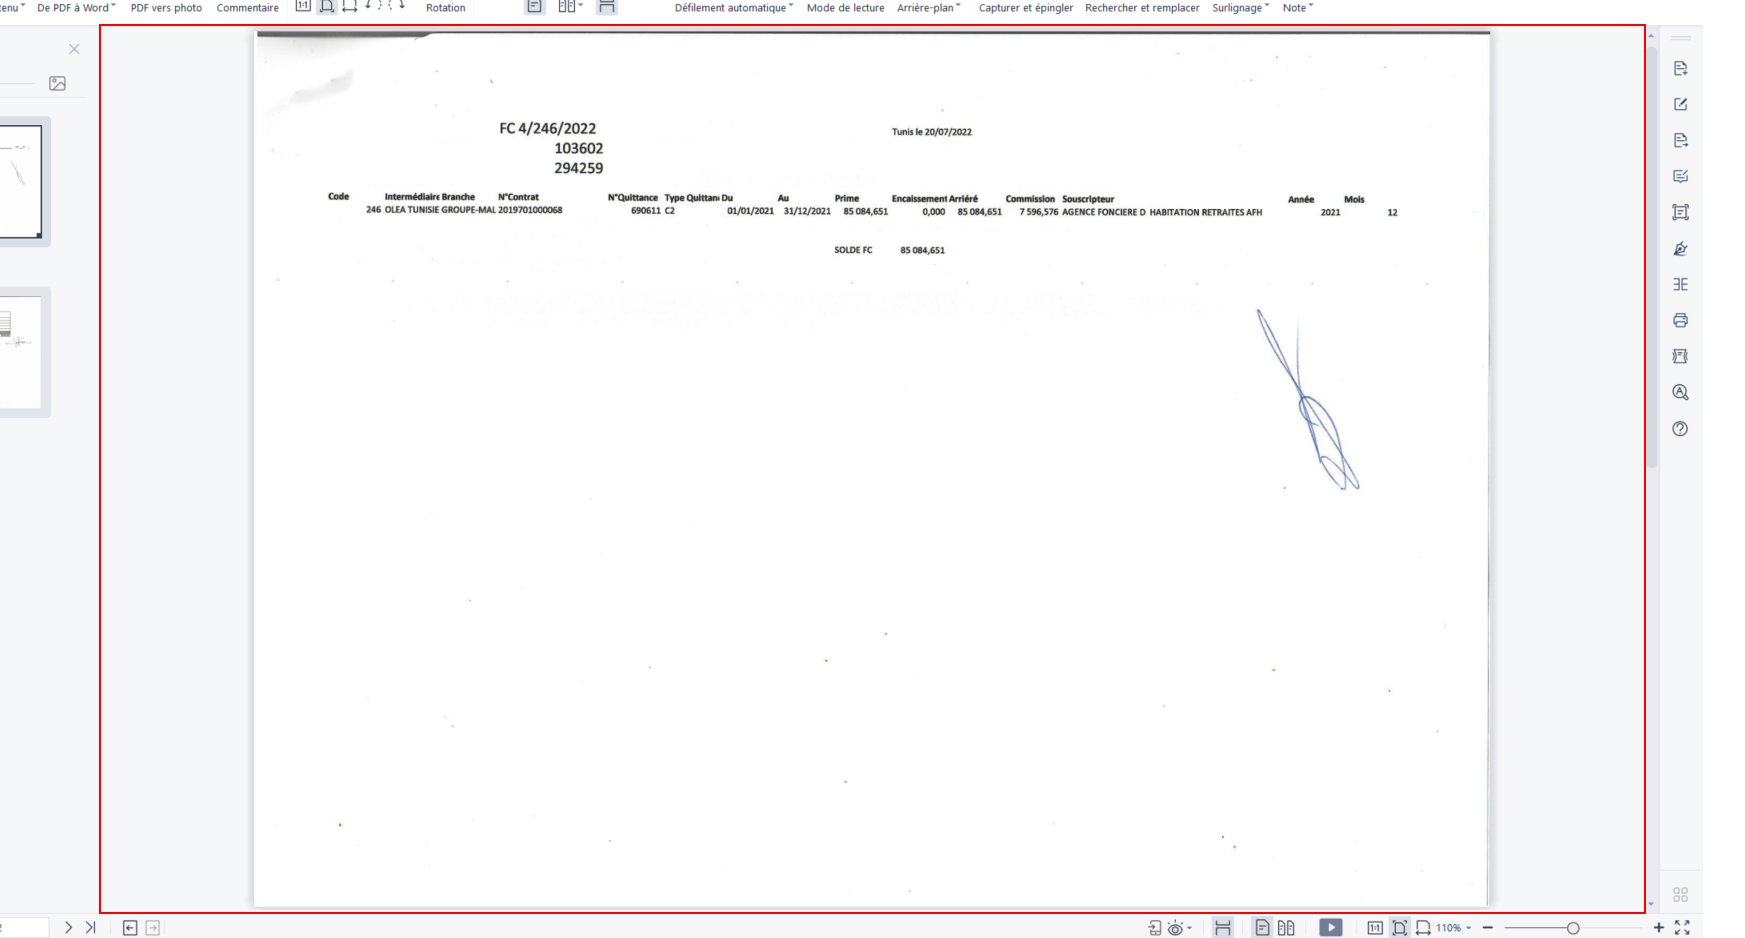 De PDF à Word
PDF vers photo
Commentaire
Rotation
Défilement automatique
Mode de lecture
Arrière-plan
Capturer et épingler
Rechercher et remplacer
Surlignage
Note
FC 4/246/2022
103602
294259
Tunis le 20/07/2022
Code Intermédiaire Branche N°Contrat N°Quittance Type Quittan Du Au Prime Encaissement Arriéré Commission Souscripteur Année Mois
246 OLEA TUNISIE GROUPE-MAL 2019701000068 690611 C2 01/01/2021 31/12/2021 85 084,651 0,000 85 084,651 7 596,576 AGENCE FONCIERE D HABITATION RETRAITES AFH 2021 12
SOLDE FC 85 084,651
110%